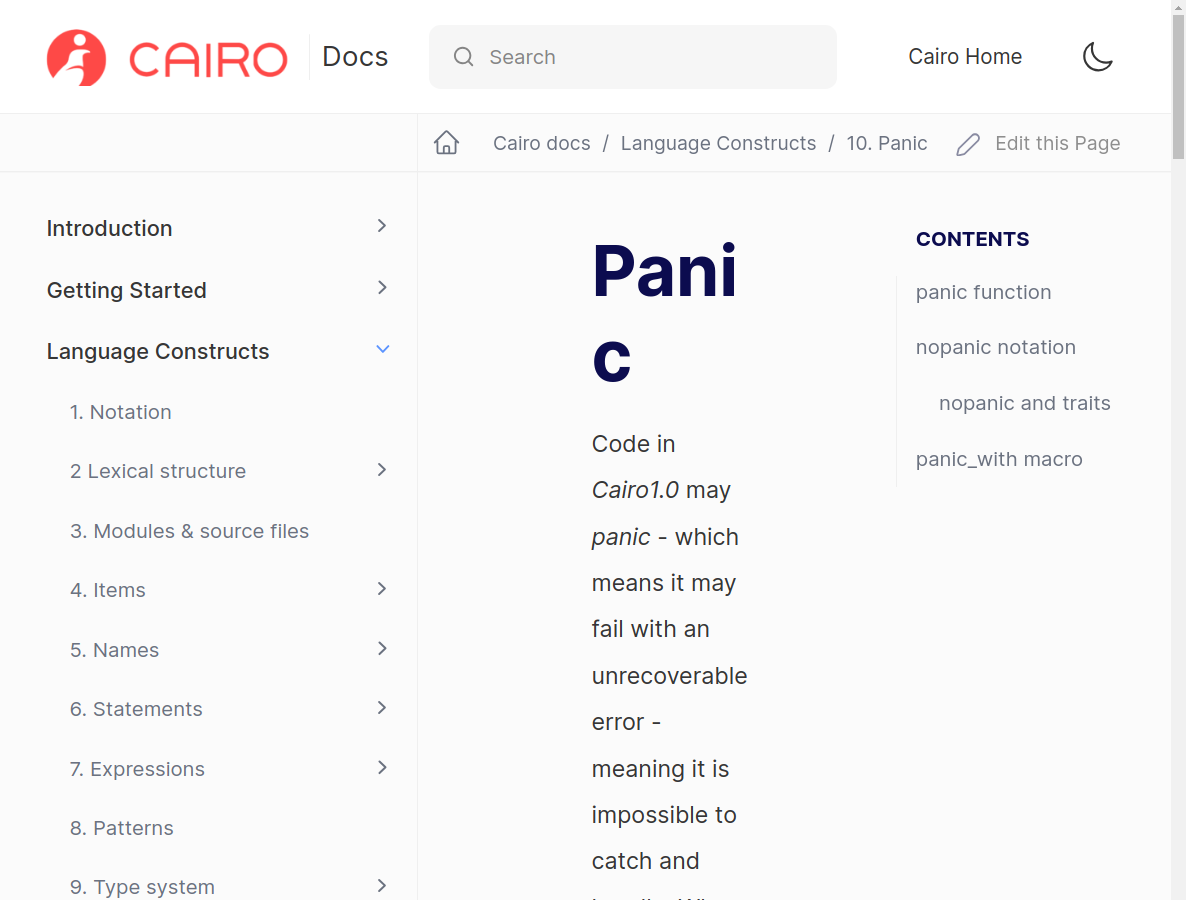 CAIRO Docs
Search
Cairo Home
Cairo docs / Language Constructs / 10. Panic
Edit this Page
Introduction
Getting Started
Language Constructs
1. Notation
2 Lexical structure
3. Modules & source files
4. Items
5. Names
6. Statements
7. Expressions
8. Patterns
9. Type system
Pani
c
Code in
Cairo1.0 may
panic - which
means it may
fail with an
unrecoverable
error -
meaning it is
impossible to
catch and
CONTENTS
panic function
nopanic notation
nopanic and traits
panic_with macro